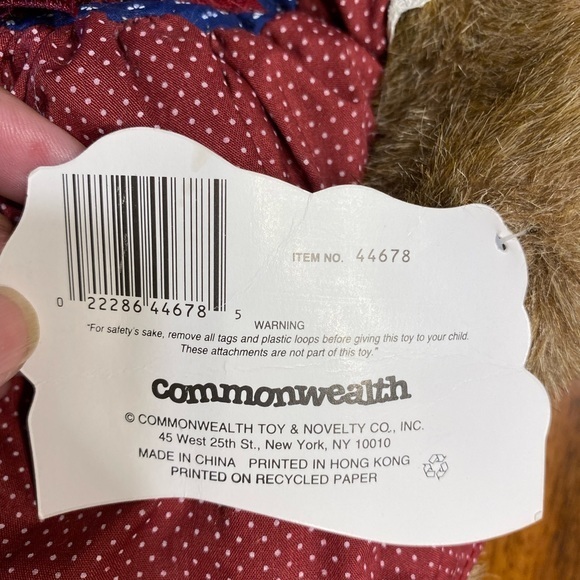 ITEM NO. 44678
0 22286 44678 5
WARNING
"For safety's sake, remove all tags and plastic loops before giving this toy to your child.
These attachments are not part of this toy."
commonwealth
© COMMONWEALTH TOY & NOVELTY CO., INC.
45 West 25th St., New York, NY 10010
MADE IN CHINA PRINTED IN HONG KONG
PRINTED ON RECYCLED PAPER